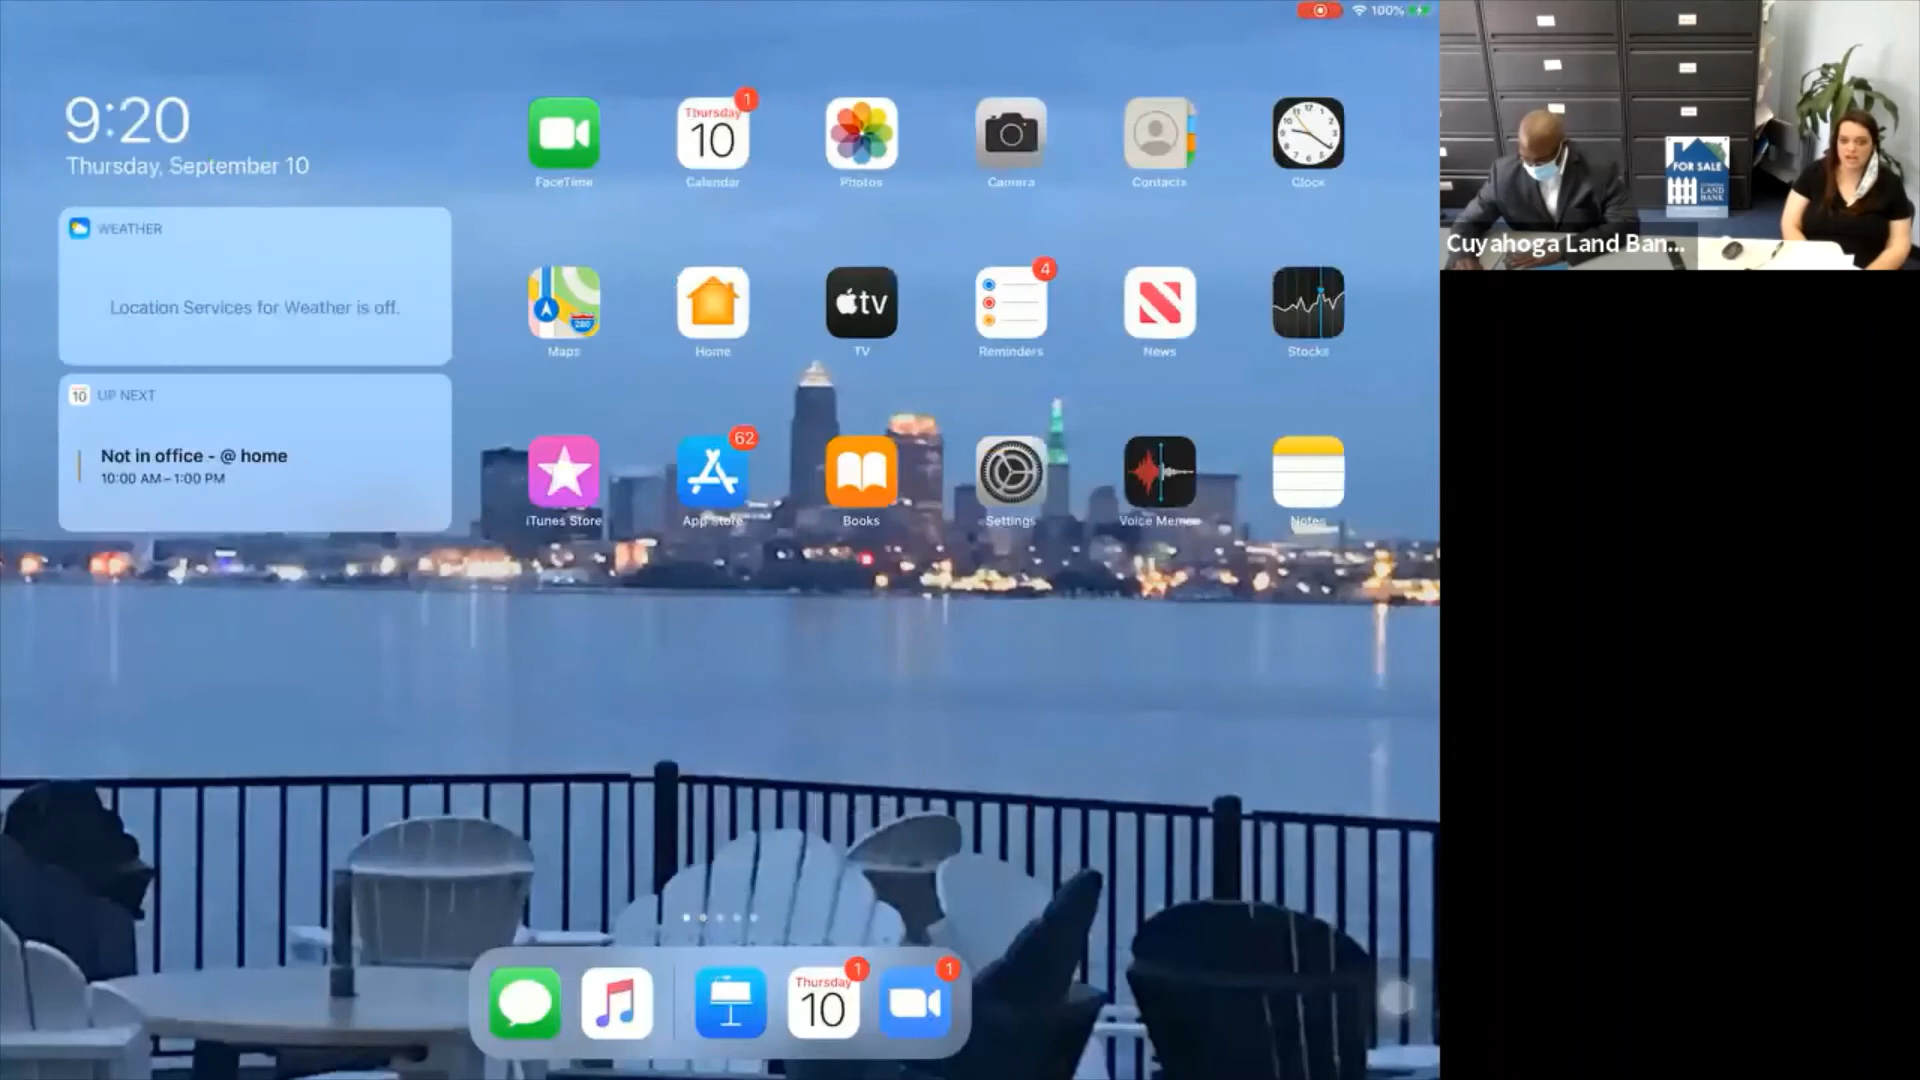 100%
9:20
Thursday, September 10
WEATHER
Location Services for Weather is off.
10
UP NEXT
Not in office - @ home
10:00 AM – 1:00 PM
1
Thursday
10
FaceTime
Calendar
Photos
Camera
Contacts
Clock
4
tv
280
Maps
Home
TV
Reminders
News
Stocks
62
iTunes Store
App Store
Books
Settings
Voice Memos
Notes
1
1
Thursday
10
FOR SALE
LAND
BANK
Cuyahoga Land Ban...